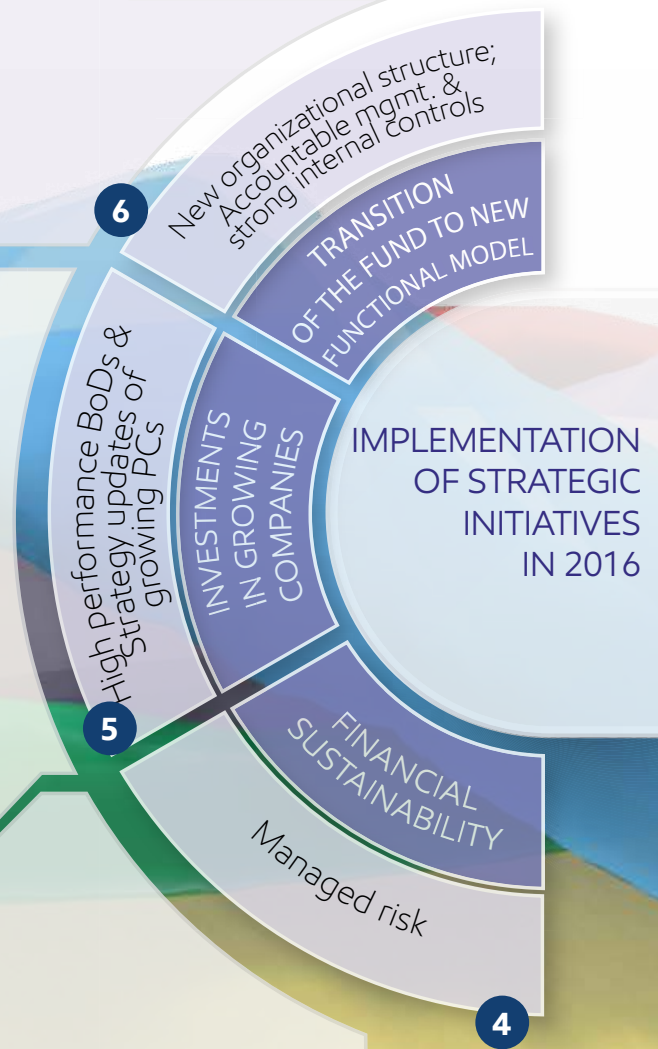 6
New organizational structure;
Accountable mgmt. &
strong internal controls
TRANSITION
OF THE FUND TO NEW
FUNCTIONAL MODEL
High performance BoDs &
Strategy updates of
growing PCs
INVESTMENTS
IN GROWING
COMPANIES
IMPLEMENTATION
OF STRATEGIC
INITIATIVES
IN 2016
5
FINANCIAL
SUSTAINABILITY
Managed risk
4